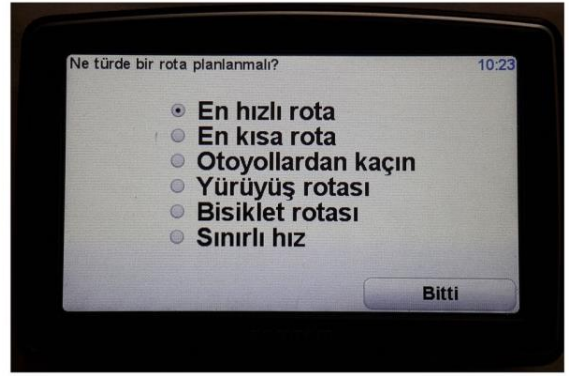 Ne türde bir rota planlanmalı?
10:23
En hızlı rota
En kısa rota
Otoyollardan kaçın
Yürüyüş rotası
Bisiklet rotası
Sınırlı hız
Bitti